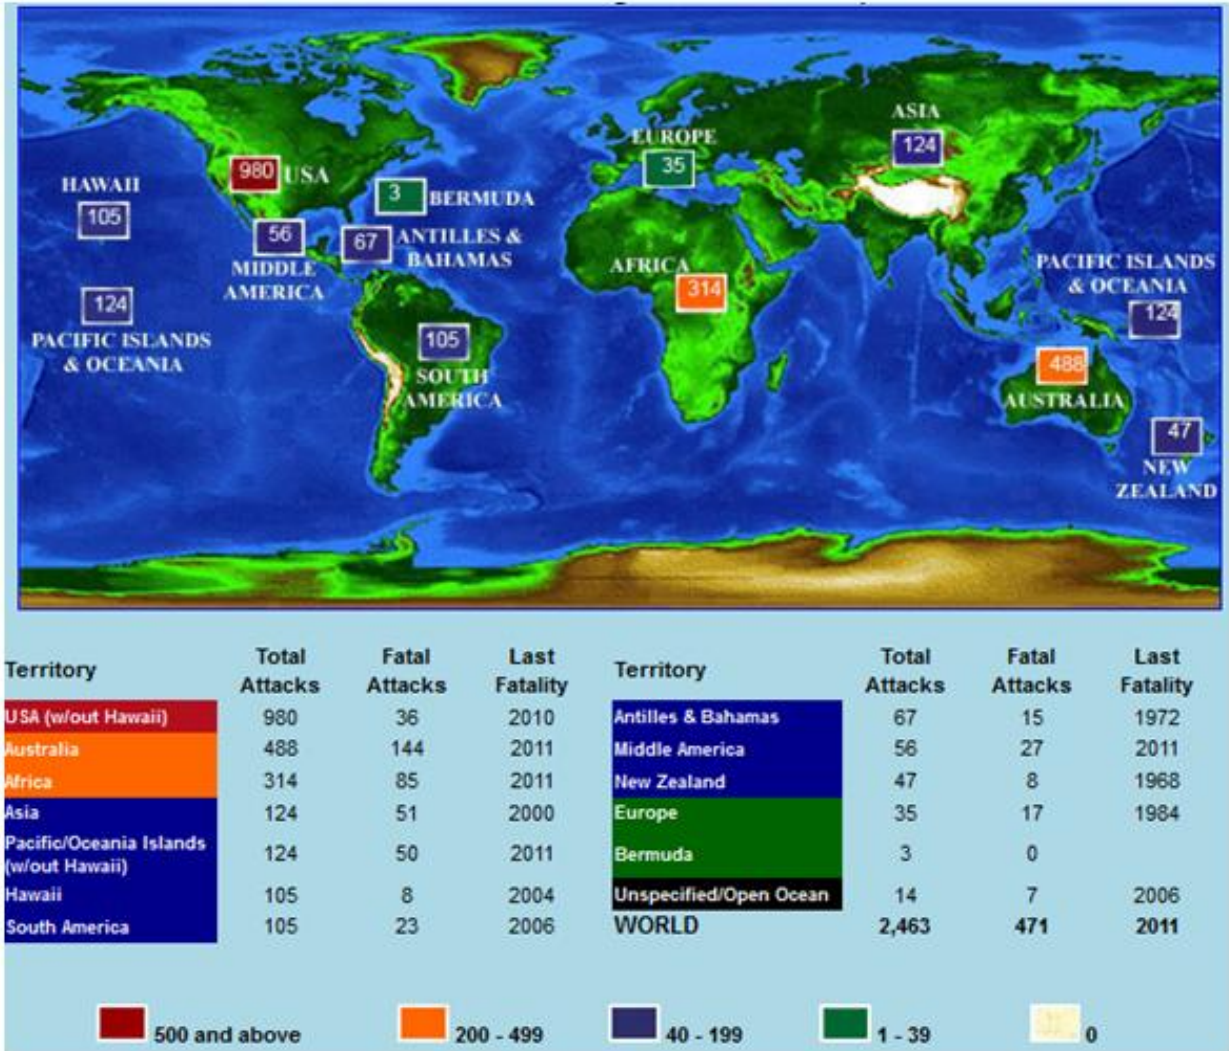 ASIA
124
EUROPE
35
980 USA
HAWAII
105
3 BERMUDA
56
67 ANTILLES &
BAHAMAS
MIDDLE
AMERICA
AFRICA
314
PACIFIC ISLANDS
& OCEANIA
124
124
PACIFIC ISLANDS
& OCEANIA
105
SOUTH
AMERICA
488
AUSTRALIA
47
NEW
ZEALAND
Territory Total Attacks Fatal Attacks Last Fatality
USA (w/out Hawaii) 980 36 2010
Australia 488 144 2011
Africa 314 85 2011
Asia 124 51 2000
Pacific/Oceania Islands
(w/out Hawaii) 124 50 2011
Hawaii 105 8 2004
South America 105 23 2006
Territory Total Attacks Fatal Attacks Last Fatality
Antilles & Bahamas 67 15 1972
Middle America 56 27 2011
New Zealand 47 8 1968
Europe 35 17 1984
Bermuda 3 0
Unspecified/Open Ocean 14 7 2006
WORLD 2,463 471 2011
500 and above 200 - 499 40 - 199 1 - 39 0